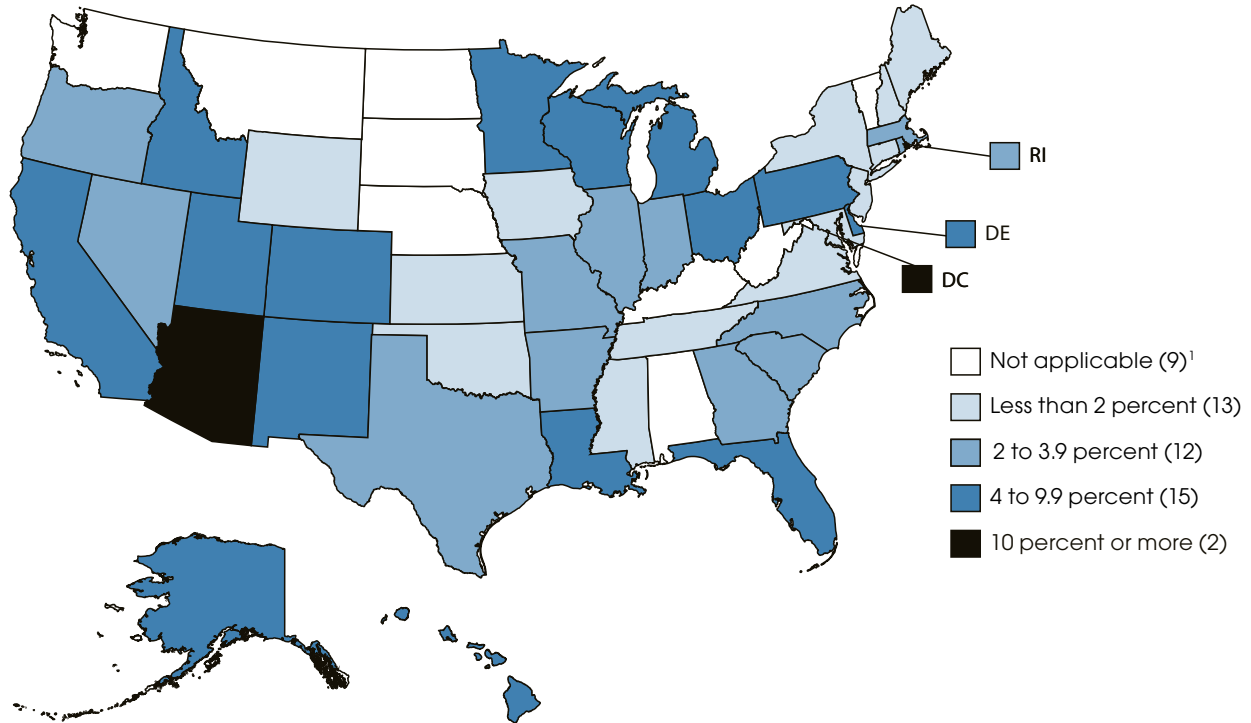 RI
DE
DC
Not applicable (9)¹
Less than 2 percent (13)
2 to 3.9 percent (12)
4 to 9.9 percent (15)
10 percent or more (2)